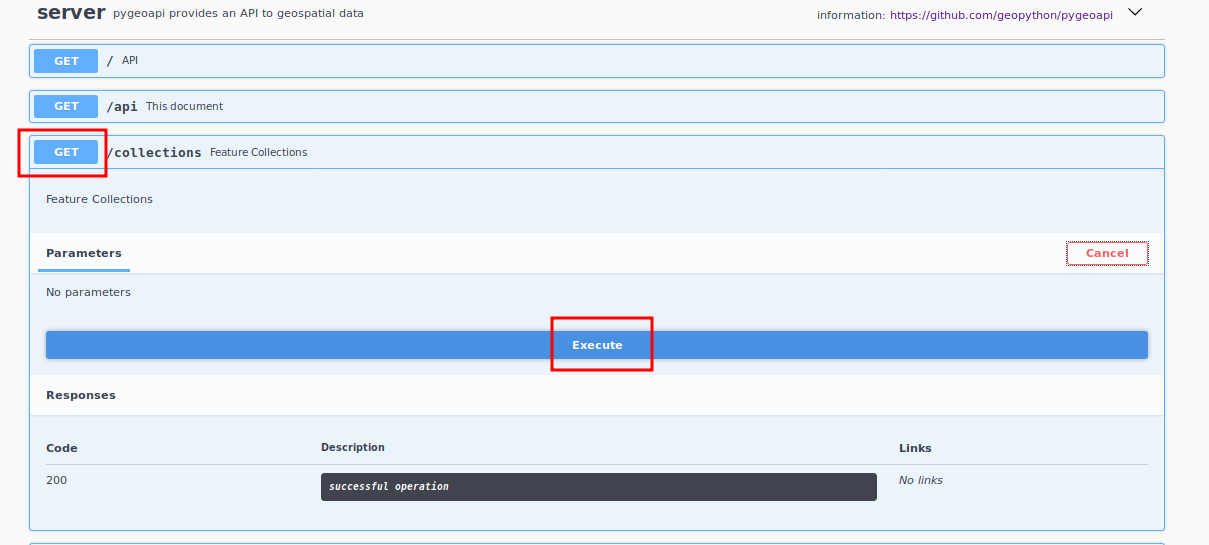 server pygeoapi provides an API to geospatial data information: https://github.com/geopython/pygeoapi
GET / API
GET /api This document
GET /collections Feature Collections
Feature Collections
Parameters Cancel
No parameters
Execute
Responses
Code Description Links
200 successful operation No links